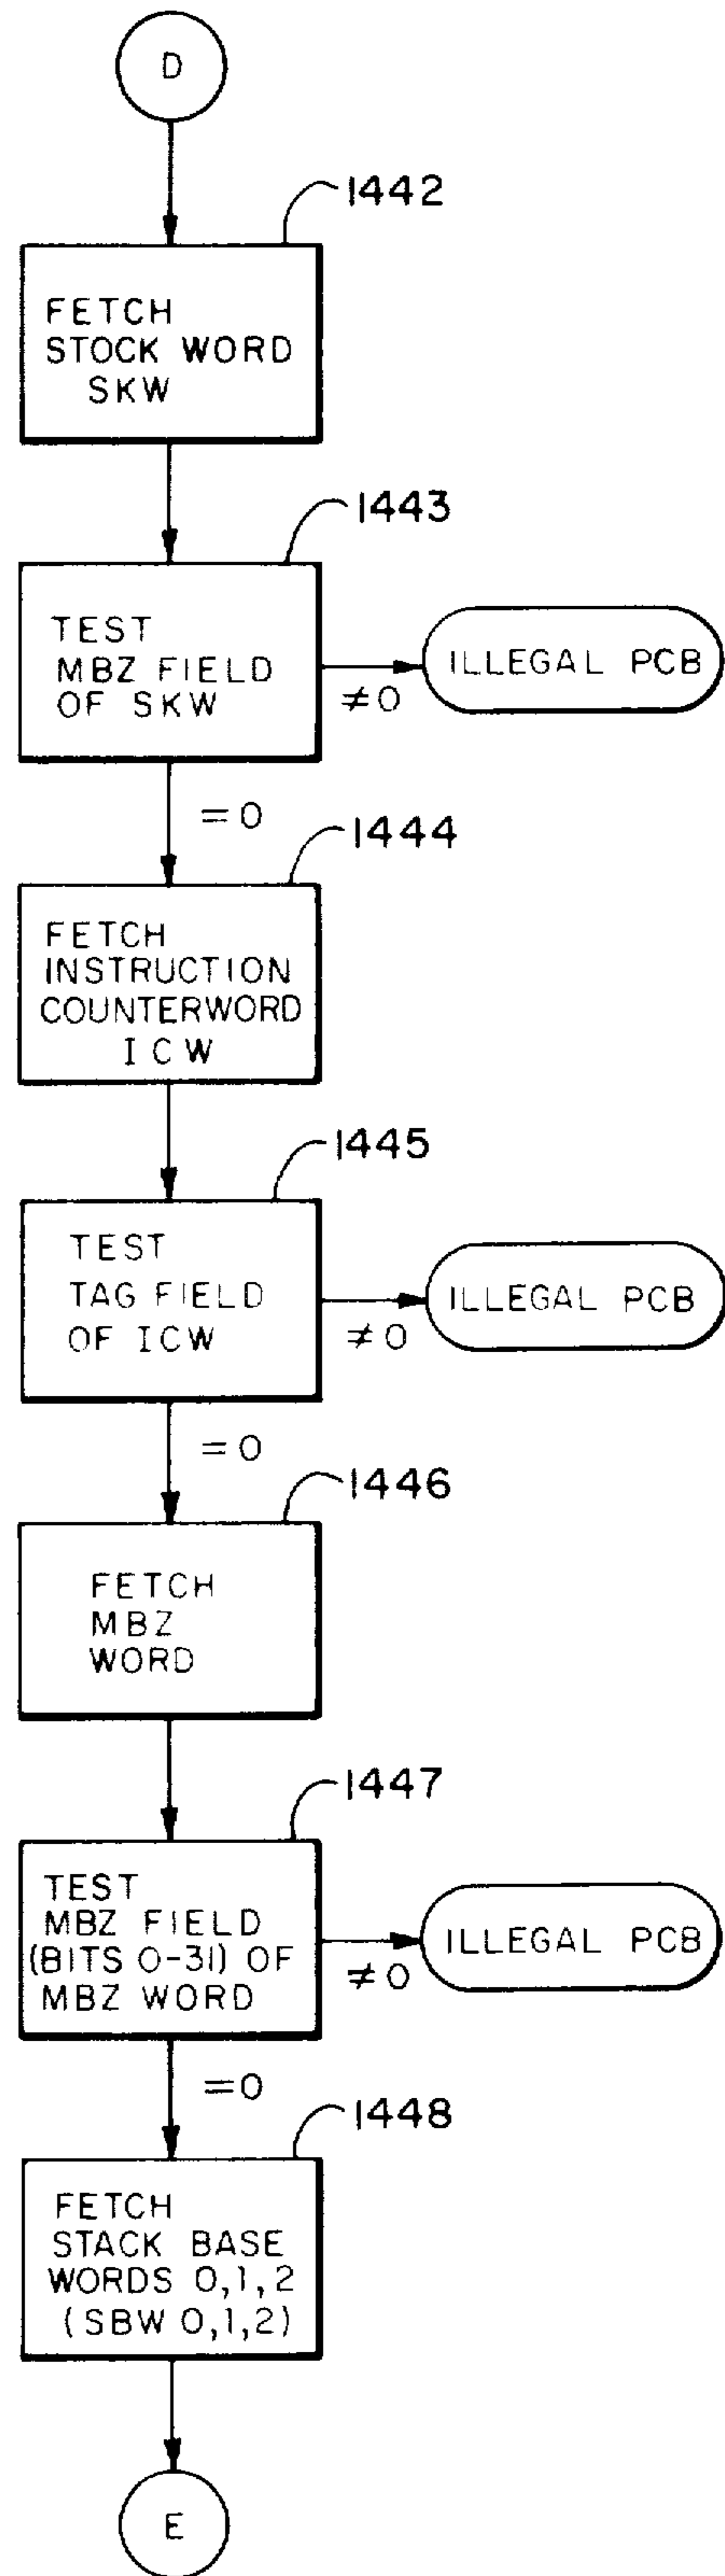 D
1442
FETCH
STOCK WORD
SKW
1443
TEST
MBZ FIELD
OF SKW
≠0
ILLEGAL PCB
=0
1444
FETCH
INSTRUCTION
COUNTERWORD
ICW
1445
TEST
TAG FIELD
OF ICW
≠0
ILLEGAL PCB
=0
1446
FETCH
MBZ
WORD
1447
TEST
MBZ FIELD
(BITS 0-31) OF
MBZ WORD
≠0
ILLEGAL PCB
=0
1448
FETCH
STACK BASE
WORDS 0,1,2
(SBW 0,1,2)
E